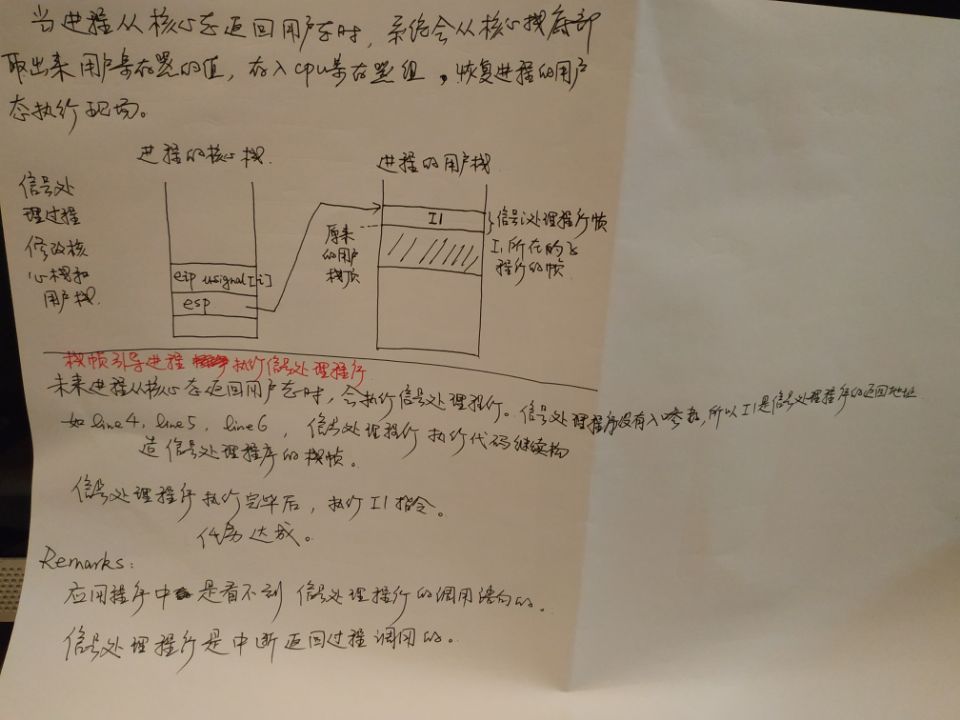 当进程从核心态返回用户态时，系统会从核心栈底部
取出来用户寄存器的值，存入cpu寄存器组，恢复进程的用户
态执行现场。
进程的核心栈
进程的用户栈
信号处
理过程
修改核
心栈和
用户栈.
eip usignal[i]
esp
原来
的用户
栈顶
I1
信号i处理程序帧
I1所在的
程序的帧
栈帧引导进程 执行信号处理程序
未来进程从核心态返回用户态时，会执行信号处理程序。信号处理程序没有入参，所以I1是信号处理程序的返回地址
如line4, line5, line6，信号处理程序执行代码继续构
造信号处理程序的栈帧。
信号处理程序执行完毕后，执行I1指令。
任务达成。
Remarks:
应用程序中是看不到信号处理程序的调用语句的。
信号处理程序是中断返回过程调用的。